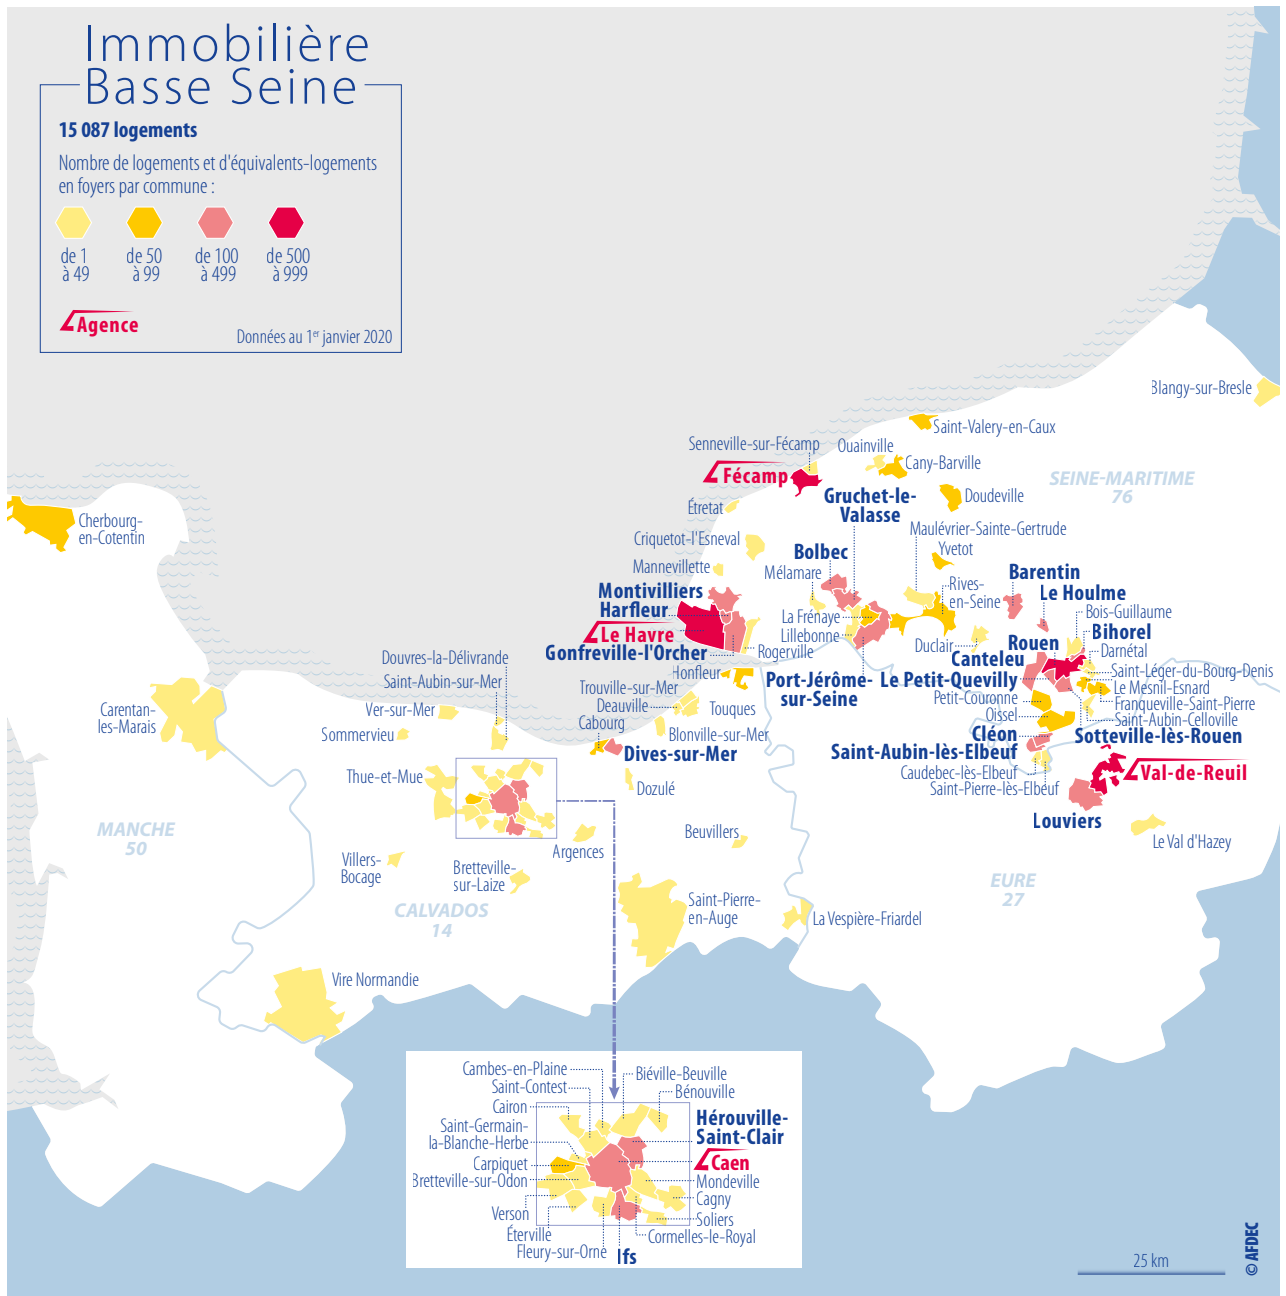 Immobilière
Basse Seine
15 087 logements
Nombre de logements et d'équivalents-logements
en foyers par commune :
de 1
à 49
de 50
à 99
de 100
à 499
de 500
à 999
Agence
Données au 1er janvier 2020
Blangy-sur-Bresle
Saint-Valery-en-Caux
Senneville-sur-Fécamp
Ouainville
Cany-Barville
Fécamp
SEINE-MARITIME
76
Doudeville
Gruchet-le-
Valasse
Étretat
Cherbourg-
en-Cotentin
Maulévrier-Sainte-Gertrude
Criquetot-l'Esneval
Yvetot
Bolbec
Mannevillette
Mélamare
Barentin
Rives-
en-Seine
Montivilliers
Le Houlme
Harfleur
Bois-Guillaume
La Frénaye
Le Havre
Lillebonne
Bihorel
Duclair
Rouen
Gonfreville-l'Orcher
Rogerville
Darnétal
Canteleu
Douvres-la-Délivrande
Honfleur
Saint-Léger-du-Bourg-Denis
Saint-Aubin-sur-Mer
Port-Jérôme-
sur-Seine
Le Petit-Quevilly
Trouville-sur-Mer
Le Mesnil-Esnard
Petit-Couronne
Franqueville-Saint-Pierre
Deauville
Carentan-
les-Marais
Ver-sur-Mer
Touques
Oissel
Saint-Aubin-Celloville
Cabourg
Sommervieu
Blonville-sur-Mer
Cléon
Sotteville-lès-Rouen
Dives-sur-Mer
Saint-Aubin-lès-Elbeuf
Thue-et-Mue
Caudebec-lès-Elbeuf
Val-de-Reuil
Dozulé
Saint-Pierre-lès-Elbeuf
Louviers
MANCHE
50
Beuvillers
Le Val d'Hazey
Argences
Villers-
Bocage
Bretteville-
sur-Laize
EURE
27
CALVADOS
14
Saint-Pierre-
en-Auge
La Vespière-Friardel
Vire Normandie
Cambes-en-Plaine
Biéville-Beuville
Saint-Contest
Bénouville
Cairon
Hérouville-
Saint-Clair
Saint-Germain-
la-Blanche-Herbe
Carpiquet
Caen
Bretteville-sur-Odon
Mondeville
Cagny
Verson
Soliers
Éterville
Cormelles-le-Royal
Fleury-sur-Orne
Ifs
25 km
© AFDEC